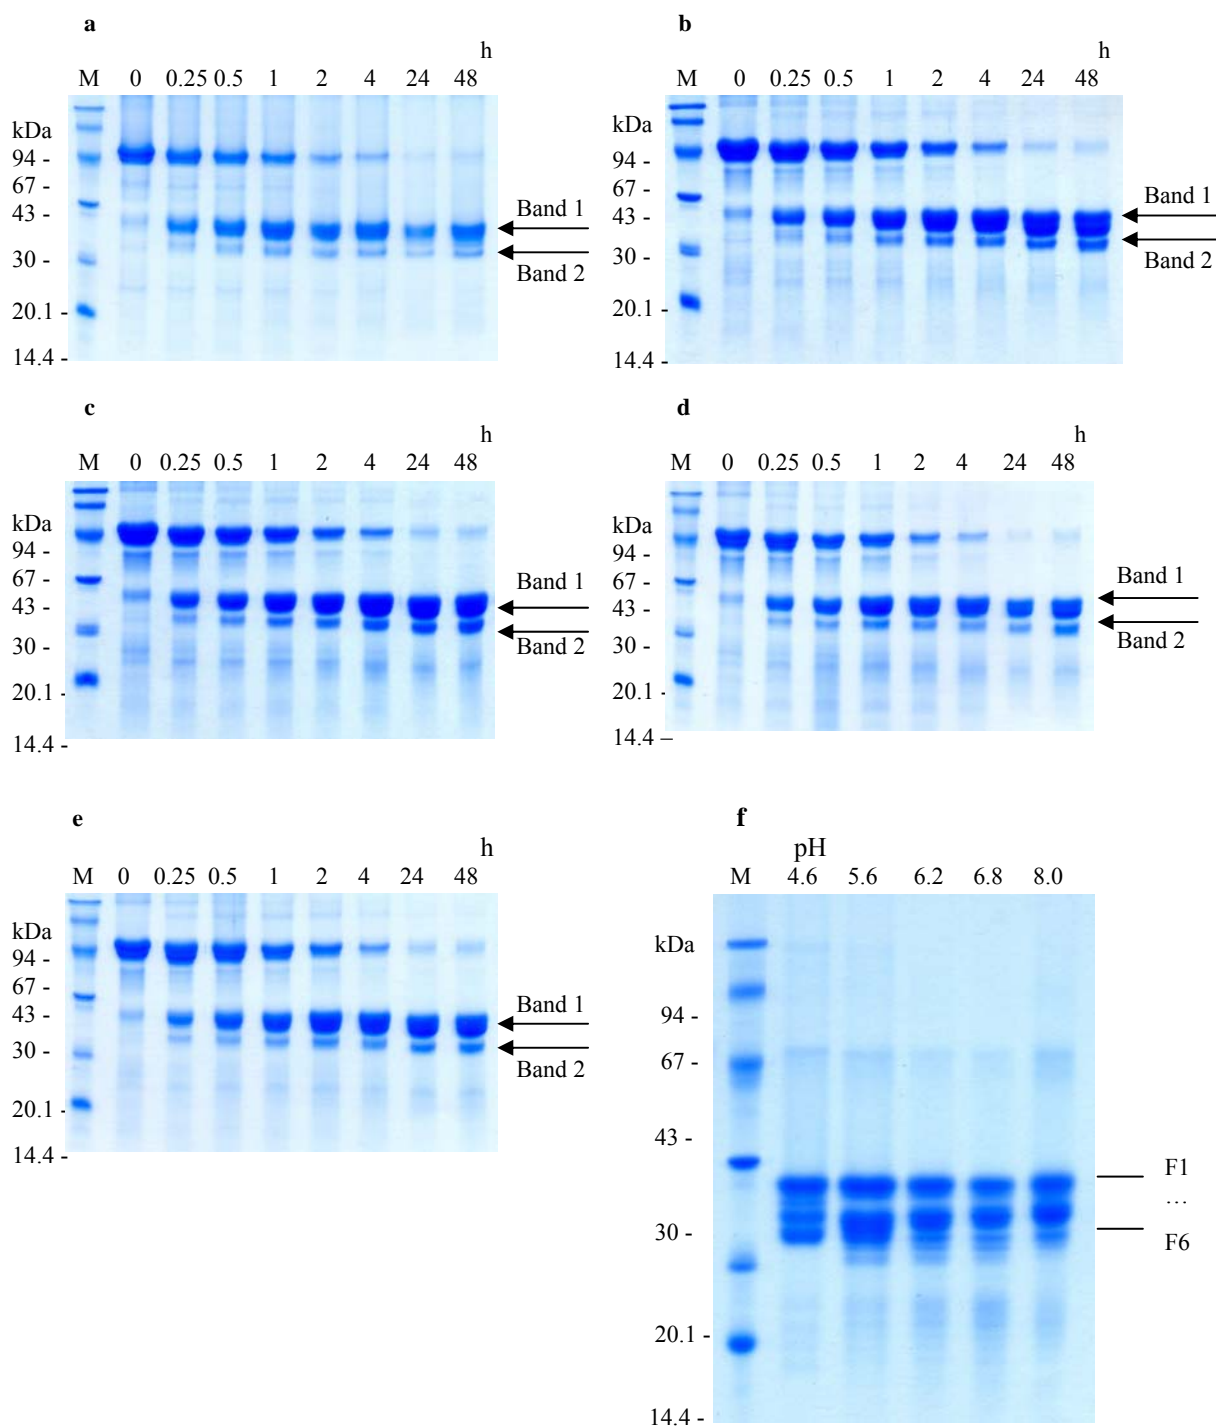 a
h
M 0 0.25 0.5 1 2 4 24 48
kDa
94 -
67 -
43 -
30 -
20.1 -
14.4 -
Band 1
Band 2
b
h
M 0 0.25 0.5 1 2 4 24 48
kDa
94 -
67 -
43 -
30 -
20.1 -
14.4 -
Band 1
Band 2
c
h
M 0 0.25 0.5 1 2 4 24 48
kDa
94 -
67 -
43 -
30 -
20.1 -
14.4 -
Band 1
Band 2
d
h
M 0 0.25 0.5 1 2 4 24 48
kDa
94 -
67 -
43 -
30 -
20.1 -
14.4 –
Band 1
Band 2
e
h
M 0 0.25 0.5 1 2 4 24 48
kDa
94 -
67 -
43 -
30 -
20.1 -
14.4 -
Band 1
Band 2
f
pH
M 4.6 5.6 6.2 6.8 8.0
kDa
94 -
67 -
43 -
30 -
20.1 -
14.4 -
F1
...
F6